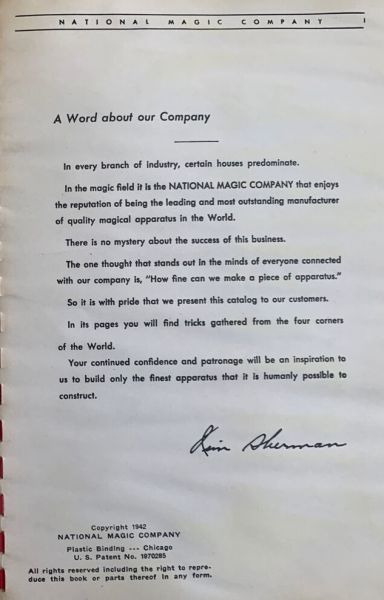 NATIONAL MAGIC COMPANY 1
A Word about our Company
In every branch of industry, certain houses predominate.
In the magic field it is the NATIONAL MAGIC COMPANY that enjoys
the reputation of being the leading and most outstanding manufacturer
of quality magical apparatus in the World.
There is no mystery about the success of this business.
The one thought that stands out in the minds of everyone connected
with our company is, "How fine can we make a piece of apparatus."
So it is with pride that we present this catalog to our customers.
In its pages you will find tricks gathered from the four corners
of the World.
Your continued confidence and patronage will be an inspiration to
us to build only the finest apparatus that it is humanly possible to
construct.
Sherman
Copyright 1942
NATIONAL MAGIC COMPANY
Plastic Binding --- Chicago
U. S. Patent No. 1970285
All rights reserved including the right to repro-
duce this book or parts thereof in any form.